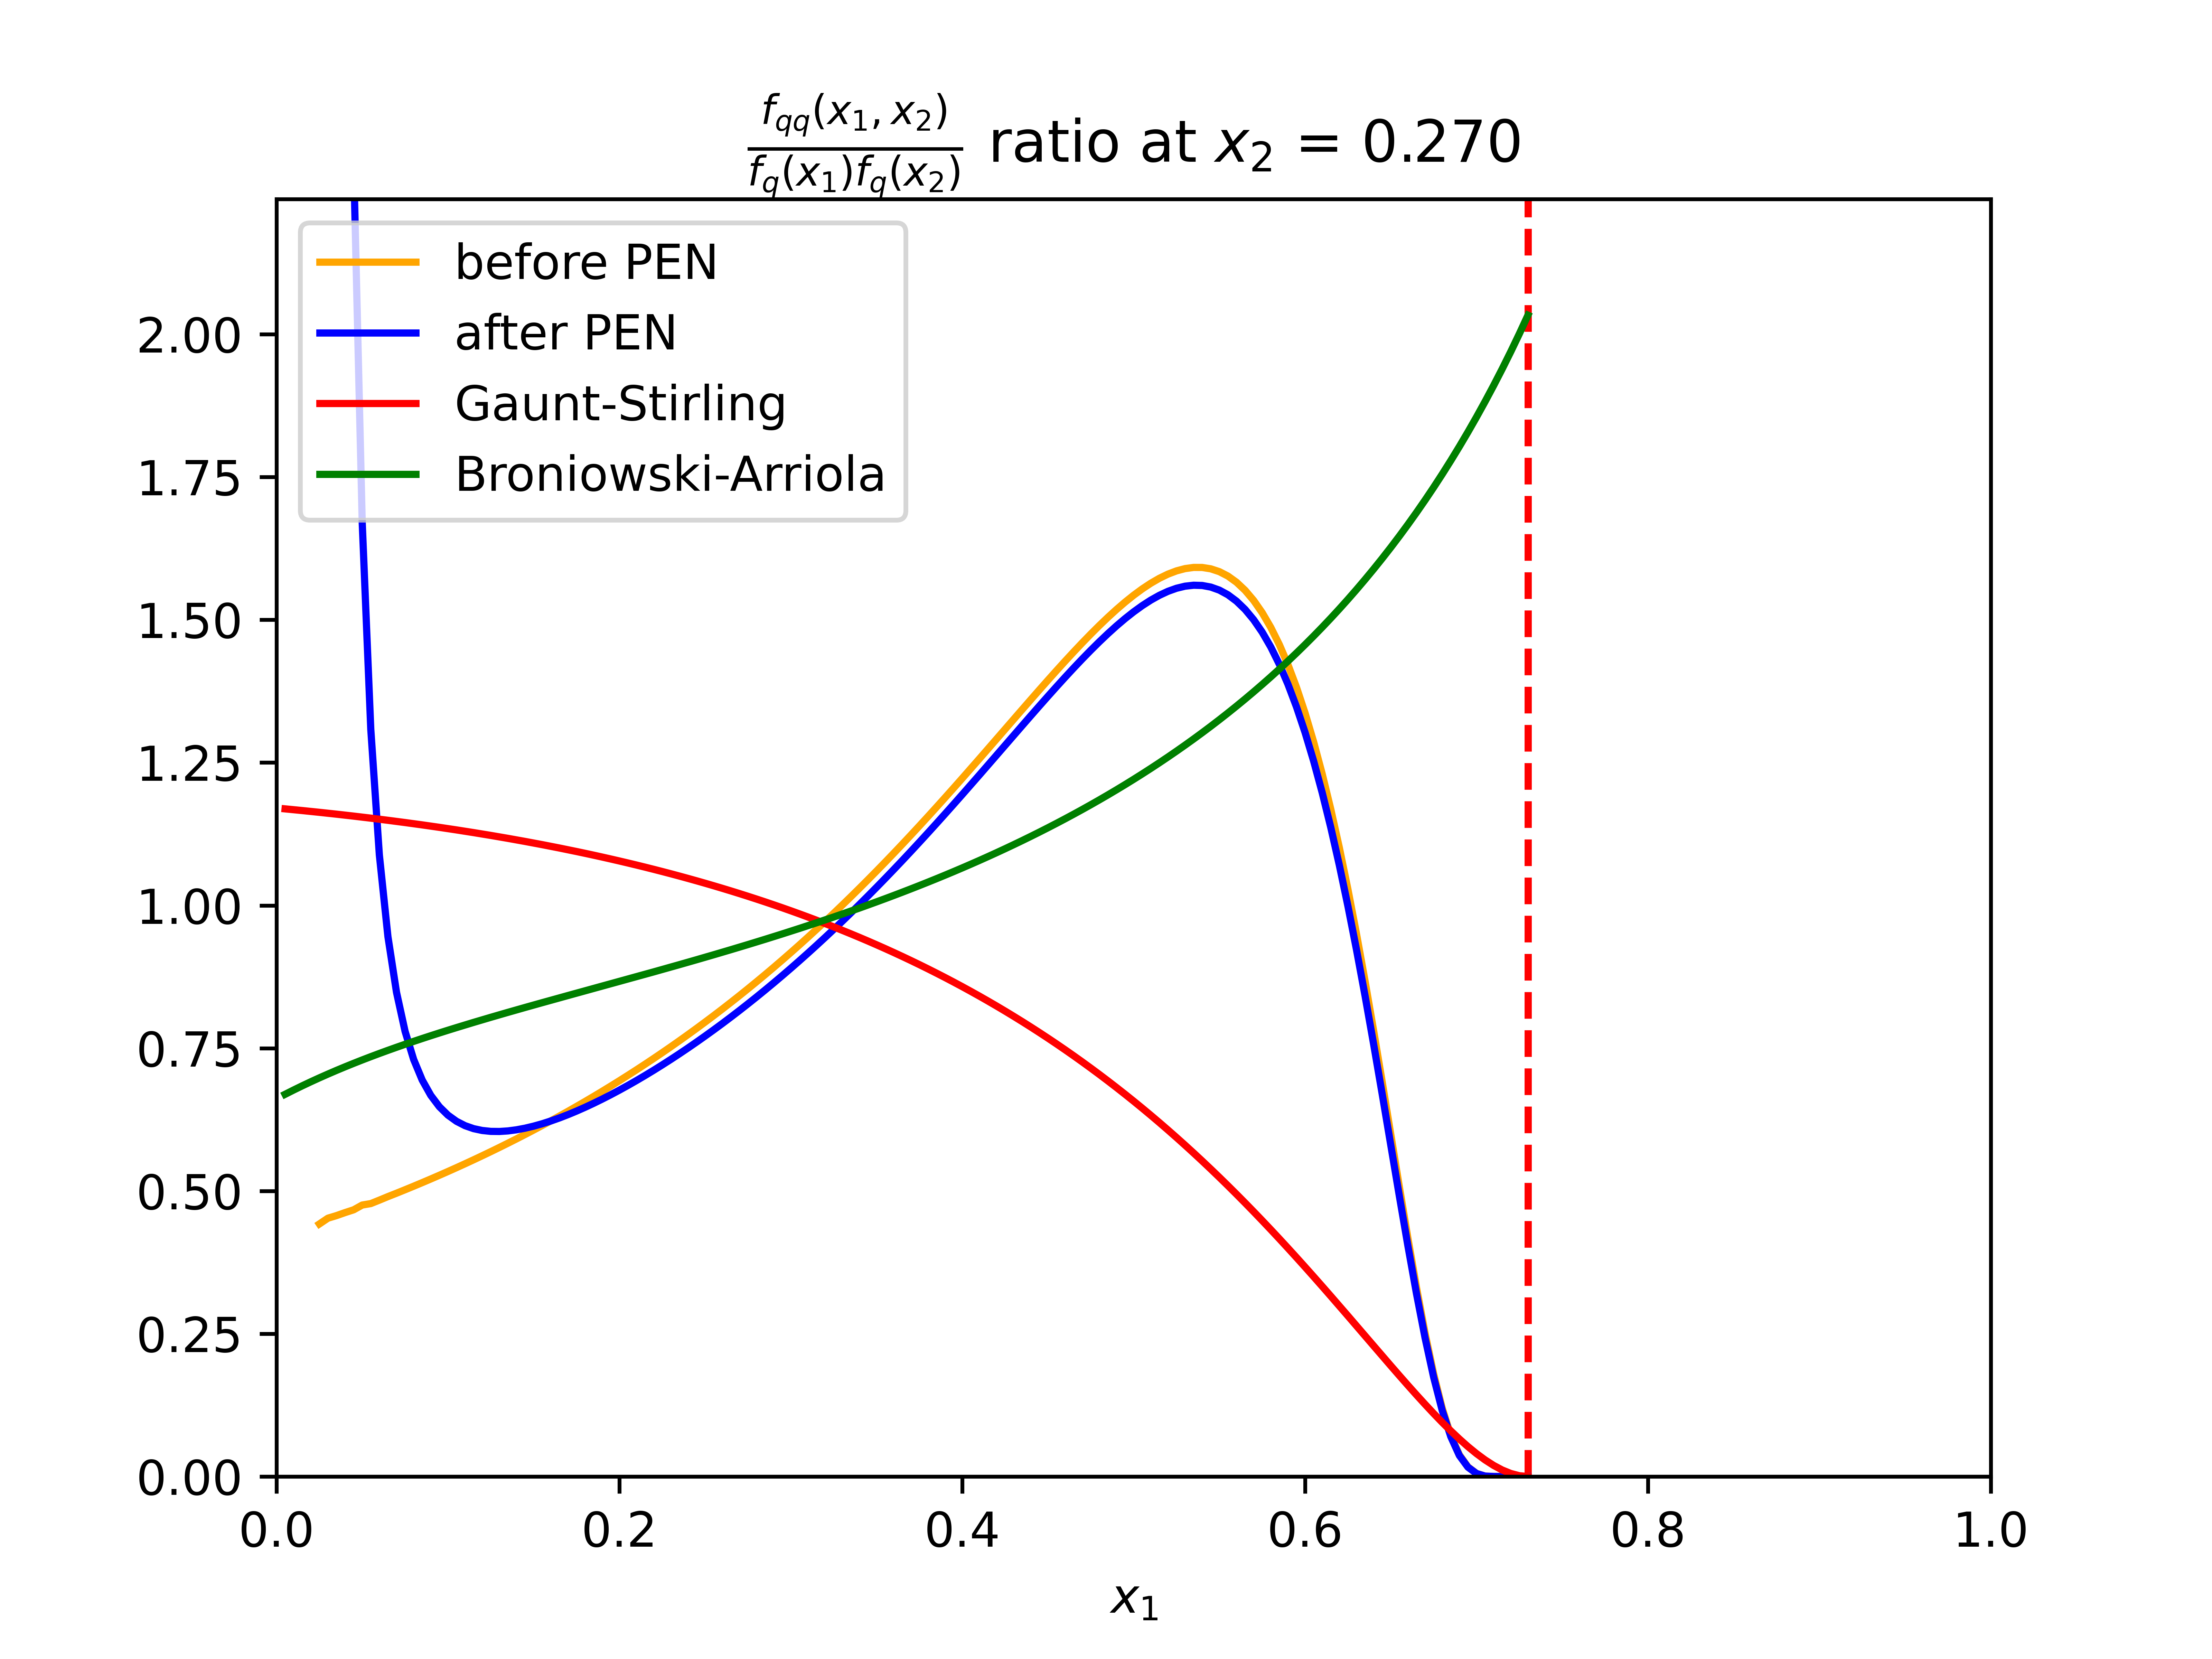 f_qq(x_1, x_2)
f_q(x_1)f_q(x_2) ratio at x_2 = 0.270
before PEN
after PEN
Gaunt-Stirling
Broniowski-Arriola
2.00
1.75
1.50
1.25
1.00
0.75
0.50
0.25
0.00
0.0 0.2 0.4 0.6 0.8 1.0
x_1